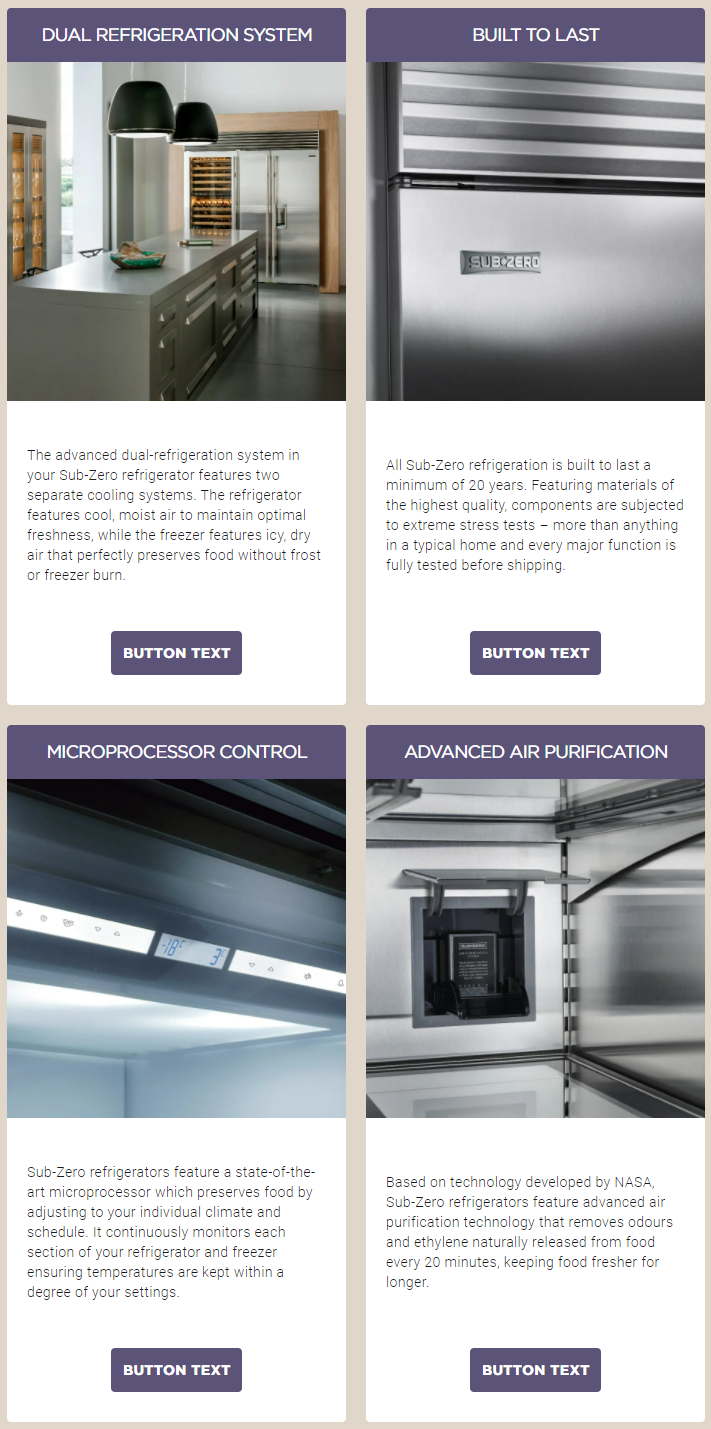 DUAL REFRIGERATION SYSTEM
The advanced dual-refrigeration system in
your Sub-Zero refrigerator features two
separate cooling systems. The refrigerator
features cool, moist air to maintain optimal
freshness, while the freezer features icy, dry
air that perfectly preserves food without frost
or freezer burn.
BUTTON TEXT
BUILT TO LAST
SUB-ZERO
All Sub-Zero refrigeration is built to last a
minimum of 20 years. Featuring materials of
the highest quality, components are subjected
to extreme stress tests – more than anything
in a typical home and every major function is
fully tested before shipping.
BUTTON TEXT
MICROPROCESSOR CONTROL
-18° 3°
Sub-Zero refrigerators feature a state-of-the-
art microprocessor which preserves food by
adjusting to your individual climate and
schedule. It continuously monitors each
section of your refrigerator and freezer
ensuring temperatures are kept within a
degree of your settings.
BUTTON TEXT
ADVANCED AIR PURIFICATION
Based on technology developed by NASA,
Sub-Zero refrigerators feature advanced air
purification technology that removes odours
and ethylene naturally released from food
every 20 minutes, keeping food fresher for
longer.
BUTTON TEXT